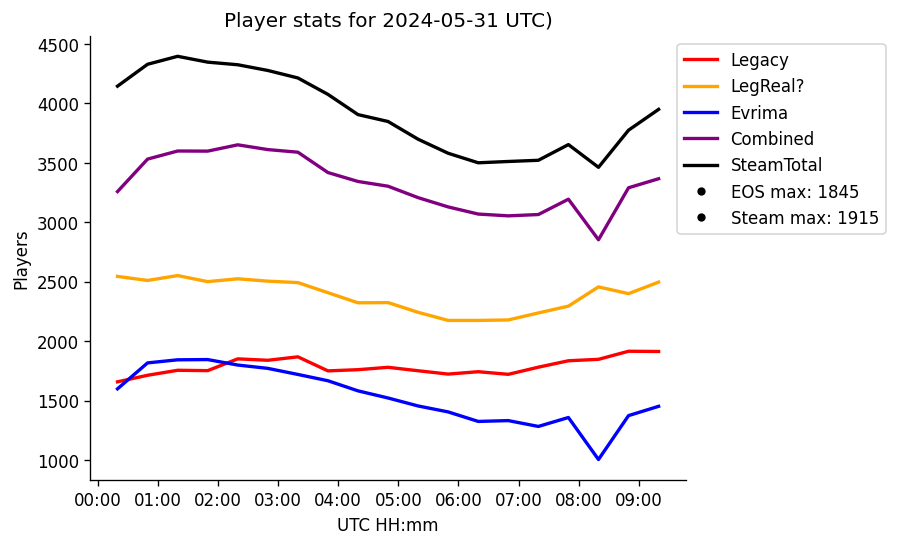 Player stats for 2024-05-31 UTC)
4500
4000
3500
3000
2500
2000
1500
1000
Players
00:00 01:00 02:00 03:00 04:00 05:00 06:00 07:00 08:00 09:00
UTC HH:mm
Legacy
LegReal?
Evrima
Combined
SteamTotal
EOS max: 1845
Steam max: 1915